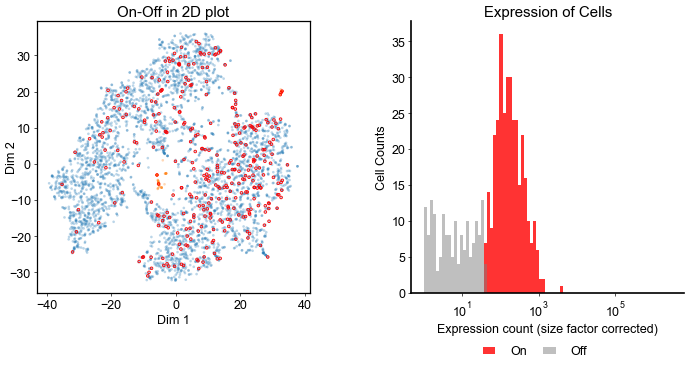 On-Off in 2D plot
30
20
10
0
−10
−20
−30
Dim 2
−40
−20
0
20
40
Dim 1
Expression of Cells
35
30
25
20
15
10
5
0
Cell Counts
10^1
10^3
10^5
Expression count (size factor corrected)
On
Off